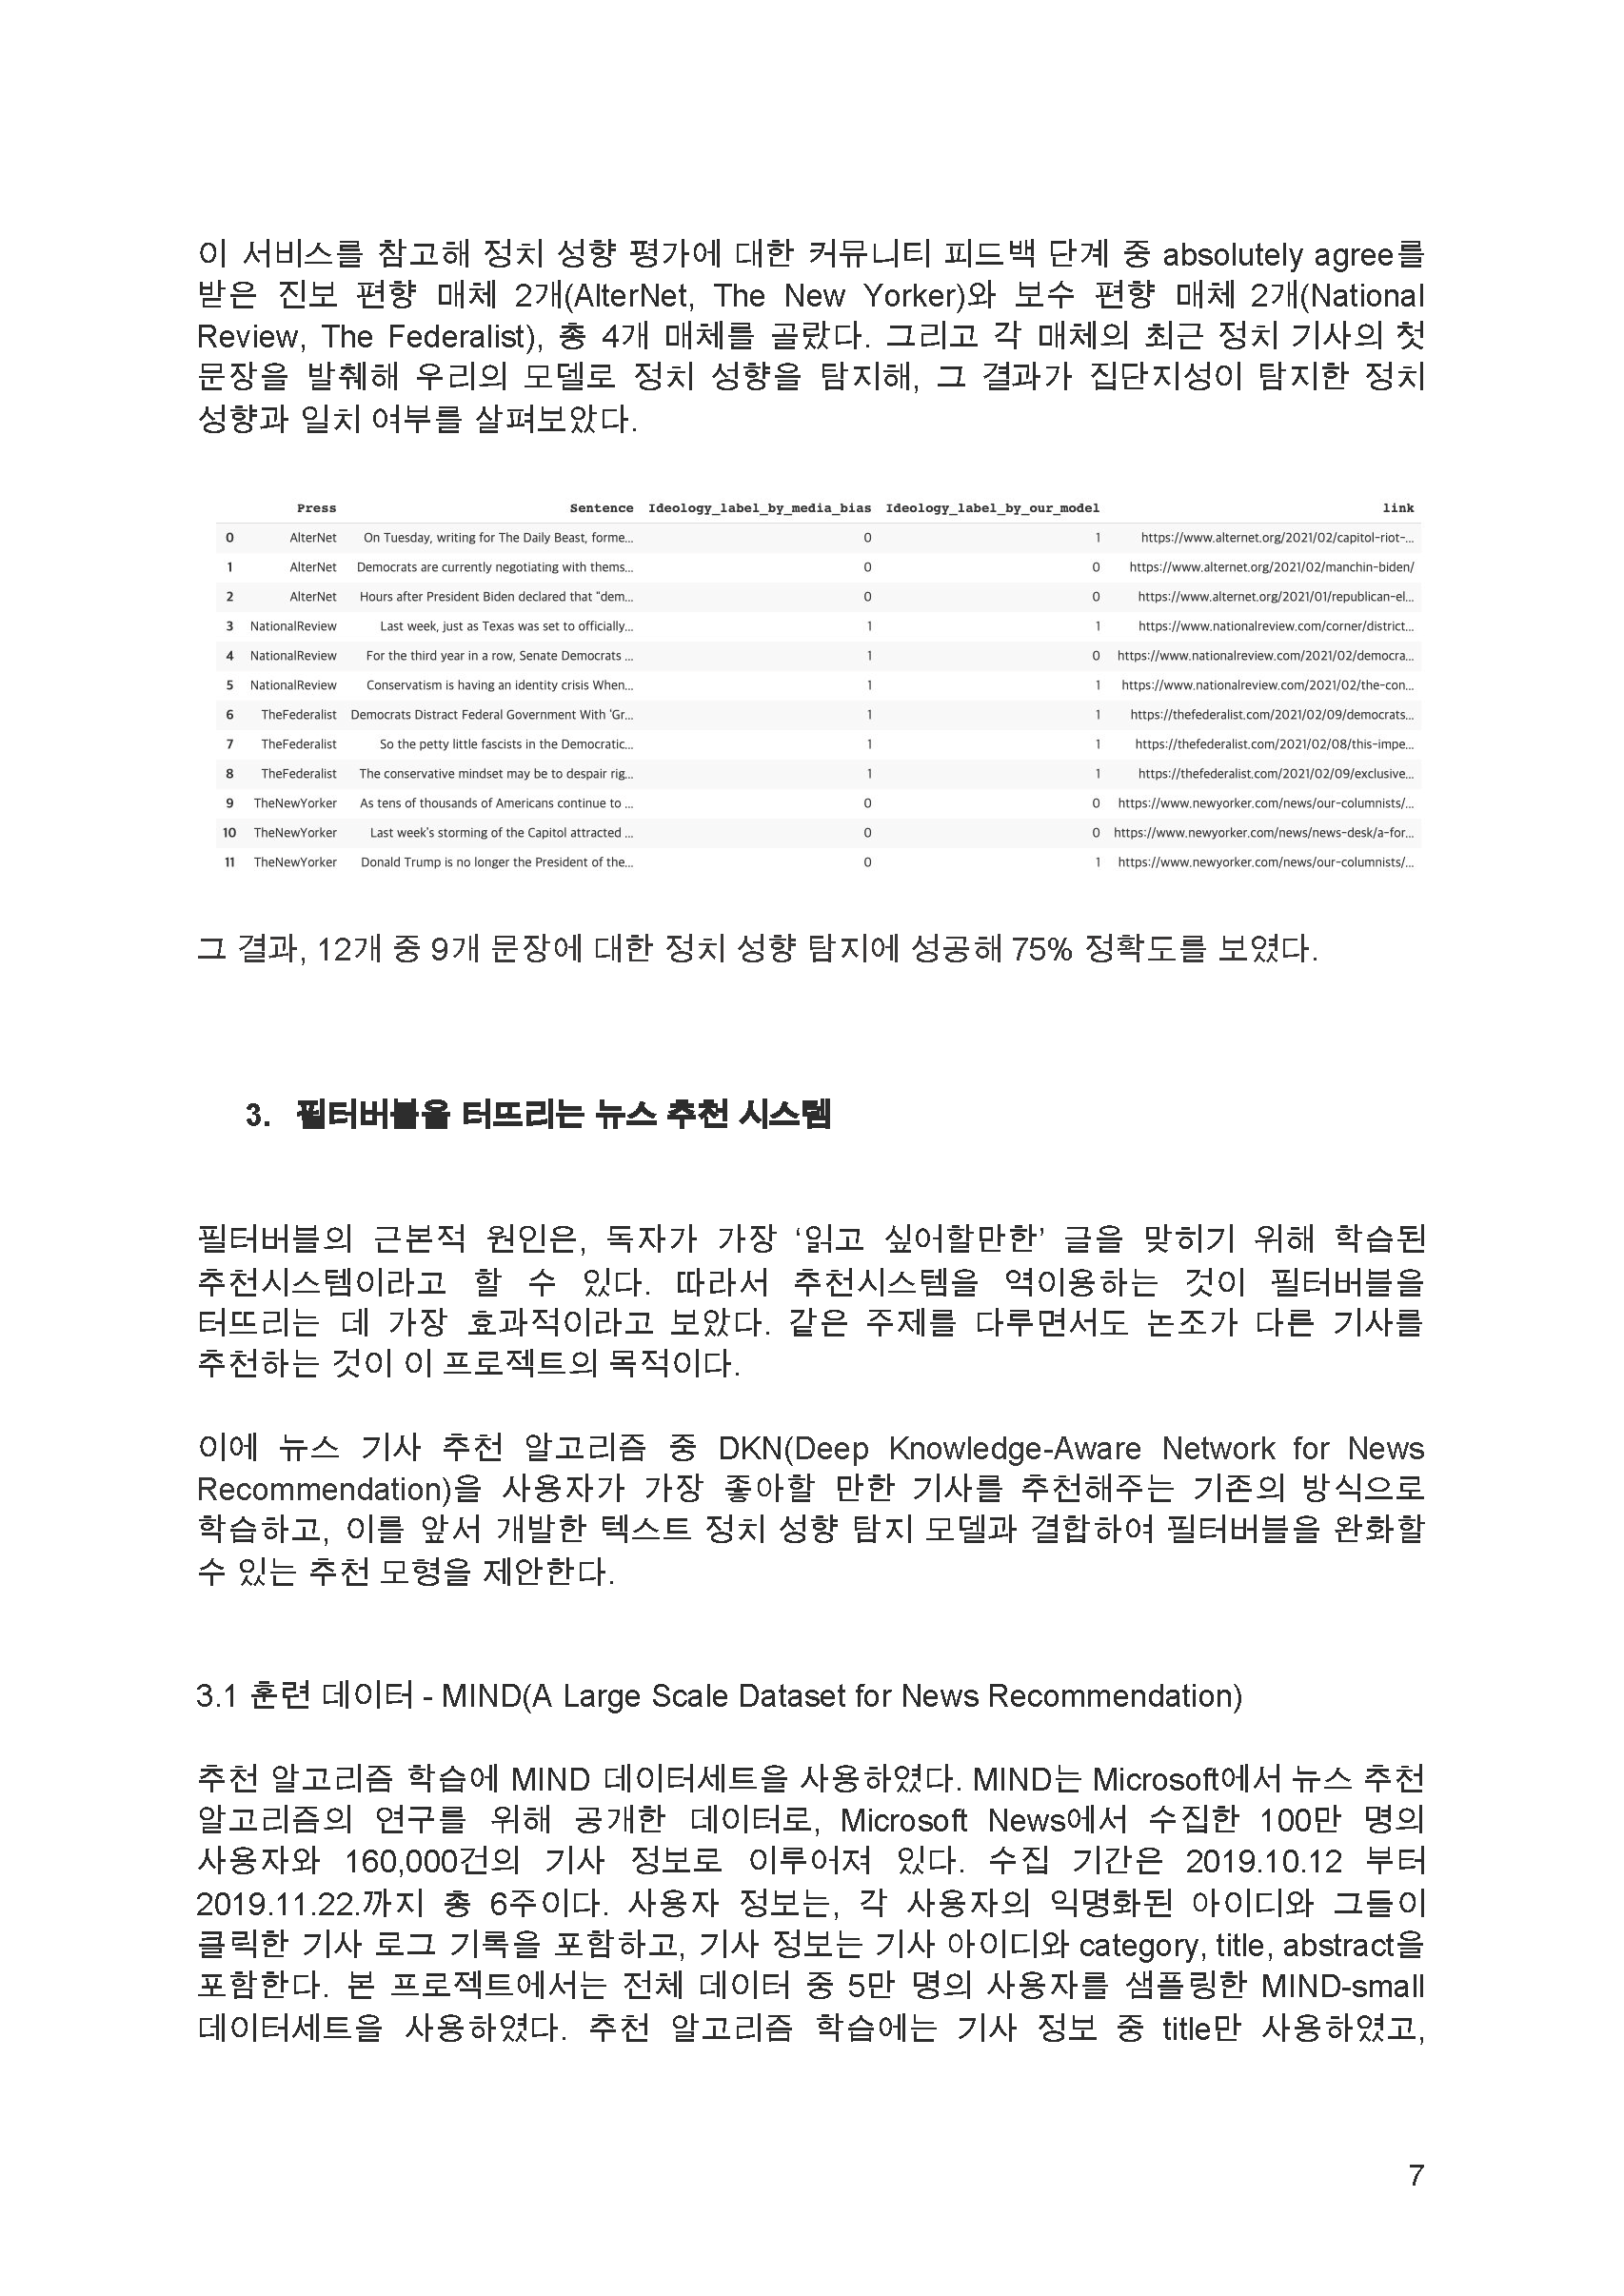 이 서비스를 참고해 정치 성향 평가에 대한 커뮤니티 피드백 단계 중 absolutely agree를
받은 진보 편향 매체 2개(AlterNet, The New Yorker)와 보수 편향 매체 2개(National
Review, The Federalist), 총 4개 매체를 골랐다. 그리고 각 매체의 최근 정치 기사의 첫
문장을 발췌해 우리의 모델로 정치 성향을 탐지해, 그 결과가 집단지성이 탐지한 정치
성향과 일치 여부를 살펴보았다.
Press Sentence Ideology_label_by_media_bias Ideology_label_by_our_model link
0 AlterNet On Tuesday, writing for The Daily Beast, forme... 0 1 https://www.alternet.org/2021/02/capitol-riot-...
1 AlterNet Democrats are currently negotiating with thems... 0 0 https://www.alternet.org/2021/02/manchin-biden/
2 AlterNet Hours after President Biden declared that "dem... 0 0 https://www.alternet.org/2021/01/republican-el...
3 NationalReview Last week, just as Texas was set to officially... 1 1 https://www.nationalreview.com/corner/district...
4 NationalReview For the third year in a row, Senate Democrats ... 1 0 https://www.nationalreview.com/2021/02/democra...
5 NationalReview Conservatism is having an identity crisis When... 1 1 https://www.nationalreview.com/2021/02/the-con...
6 TheFederalist Democrats Distract Federal Government With 'Gr... 1 1 https://thefederalist.com/2021/02/09/democrats...
7 TheFederalist So the petty little fascists in the Democratic... 1 1 https://thefederalist.com/2021/02/08/this-impe...
8 TheFederalist The conservative mindset may be to despair rig... 1 1 https://thefederalist.com/2021/02/09/exclusive...
9 TheNewYorker As tens of thousands of Americans continue to ... 0 0 https://www.newyorker.com/news/our-columnists/...
10 TheNewYorker Last week's storming of the Capitol attracted ... 0 0 https://www.newyorker.com/news/news-desk/a-for...
11 TheNewYorker Donald Trump is no longer the President of the... 0 1 https://www.newyorker.com/news/our-columnists/...
그 결과, 12개 중 9개 문장에 대한 정치 성향 탐지에 성공해 75% 정확도를 보였다.
3. 필터버블을 터뜨리는 뉴스 추천 시스템
필터버블의 근본적 원인은, 독자가 가장 ‘읽고 싶어할만한’ 글을 맞히기 위해 학습된
추천시스템이라고 할 수 있다. 따라서 추천시스템을 역이용하는 것이 필터버블을
터뜨리는 데 가장 효과적이라고 보았다. 같은 주제를 다루면서도 논조가 다른 기사를
추천하는 것이 이 프로젝트의 목적이다.
이에 뉴스 기사 추천 알고리즘 중 DKN(Deep Knowledge-Aware Network for News
Recommendation)을 사용자가 가장 좋아할 만한 기사를 추천해주는 기존의 방식으로
학습하고, 이를 앞서 개발한 텍스트 정치 성향 탐지 모델과 결합하여 필터버블을 완화할
수 있는 추천 모형을 제안한다.
3.1 훈련 데이터 - MIND(A Large Scale Dataset for News Recommendation)
추천 알고리즘 학습에 MIND 데이터세트을 사용하였다. MIND는 Microsoft에서 뉴스 추천
알고리즘의 연구를 위해 공개한 데이터로, Microsoft News에서 수집한 100만 명의
사용자와 160,000건의 기사 정보로 이루어져 있다. 수집 기간은 2019.10.12 부터
2019.11.22.까지 총 6주이다. 사용자 정보는, 각 사용자의 익명화된 아이디와 그들이
클릭한 기사 로그 기록을 포함하고, 기사 정보는 기사 아이디와 category, title, abstract을
포함한다. 본 프로젝트에서는 전체 데이터 중 5만 명의 사용자를 샘플링한 MIND-small
데이터세트을 사용하였다. 추천 알고리즘 학습에는 기사 정보 중 title만 사용하였고,
7